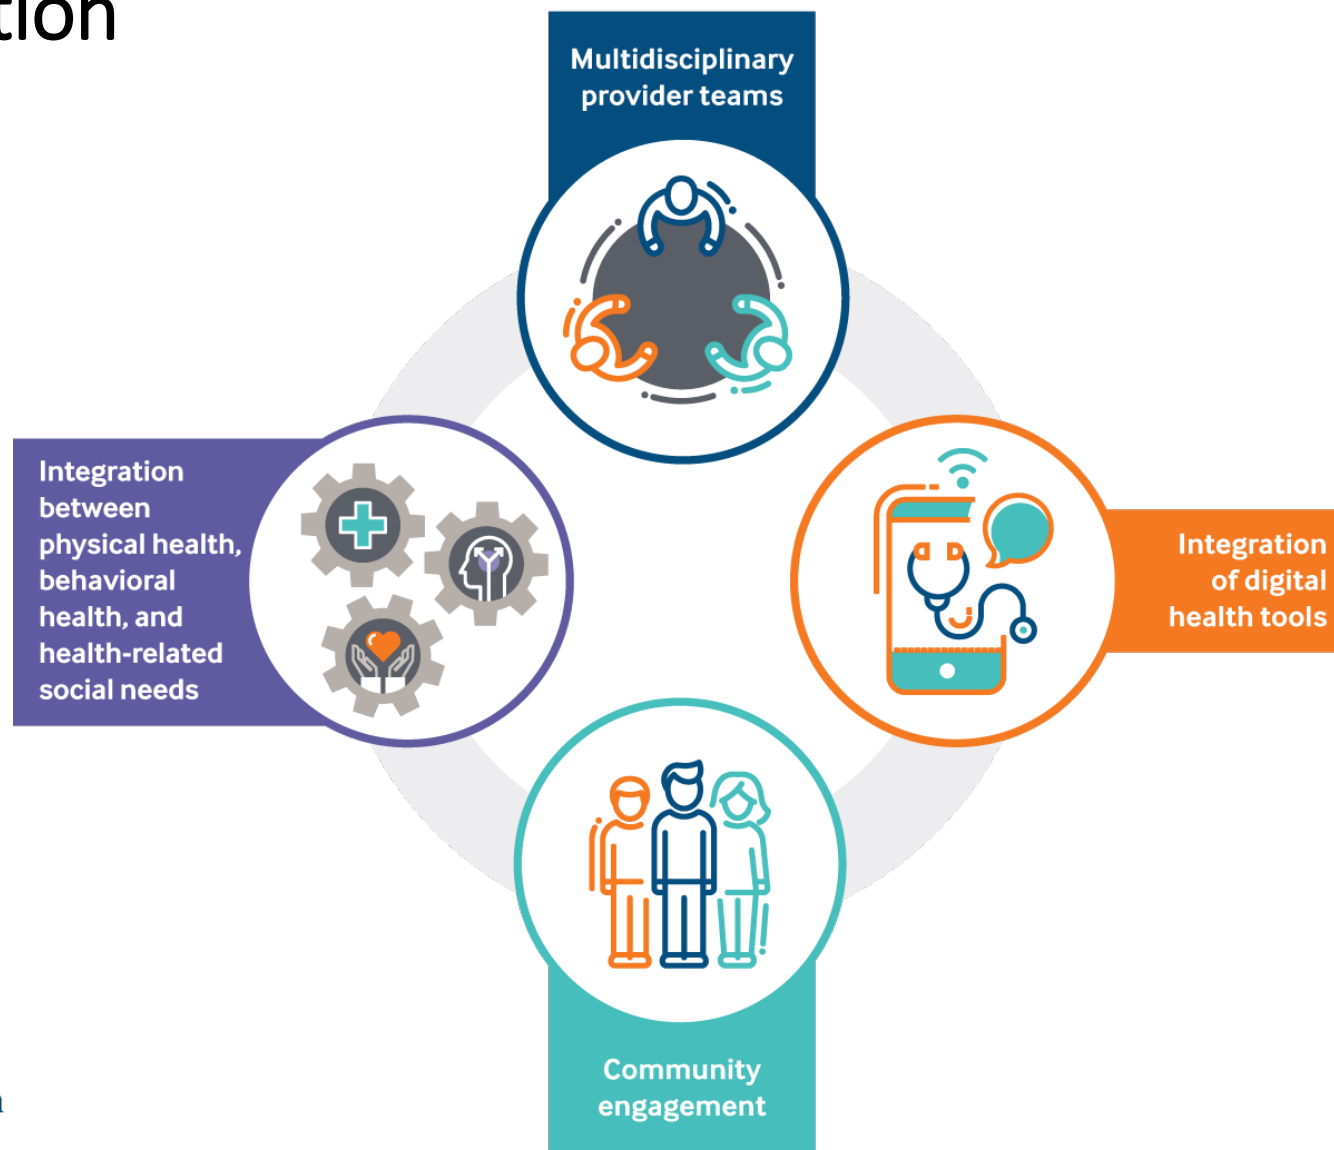 tion
Multidisciplinary
provider teams
Integration
between
physical health,
behavioral
health, and
health-related
social needs
Integration
of digital
health tools
Community
engagement